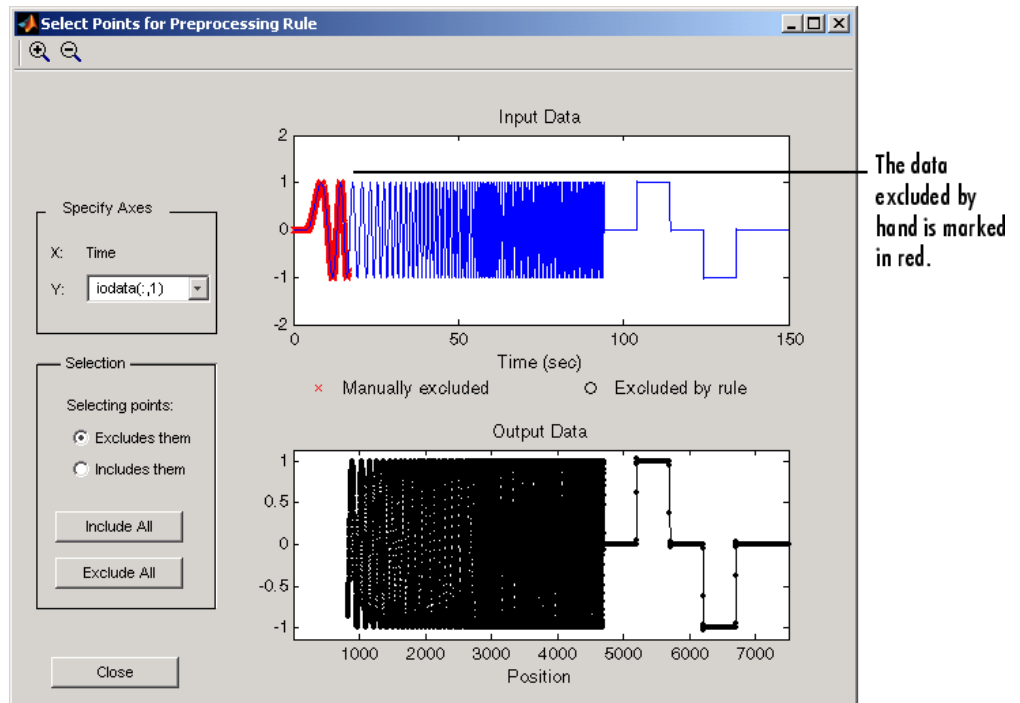 Select Points for Preprocessing Rule
Input Data
2
1
0
-1
-2
0
50
100
150
Time (sec)
The data
excluded by
hand is marked
in red.
Specify Axes
X: Time
Y: iodata(:,1)
Selection
Selecting points:
Excludes them
Includes them
Include All
Exclude All
Close
× Manually excluded
O Excluded by rule
Output Data
1
0.5
0
-0.5
-1
1000
2000
3000
4000
5000
6000
7000
Position